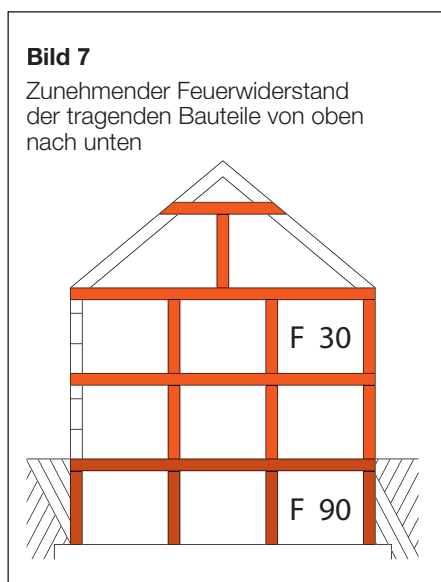 Bild 7
Zunehmender Feuerwiderstand
der tragenden Bauteile von oben
nach unten
F 30
F 90